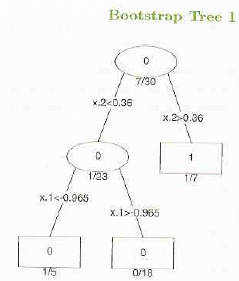 Bootstrap Tree 1
0
7/30
x.2<0.36
x.2>0.36
0
1/23
1
1/7
x.1<-0.965
x.1>-0.965
0
1/5
0
0/18